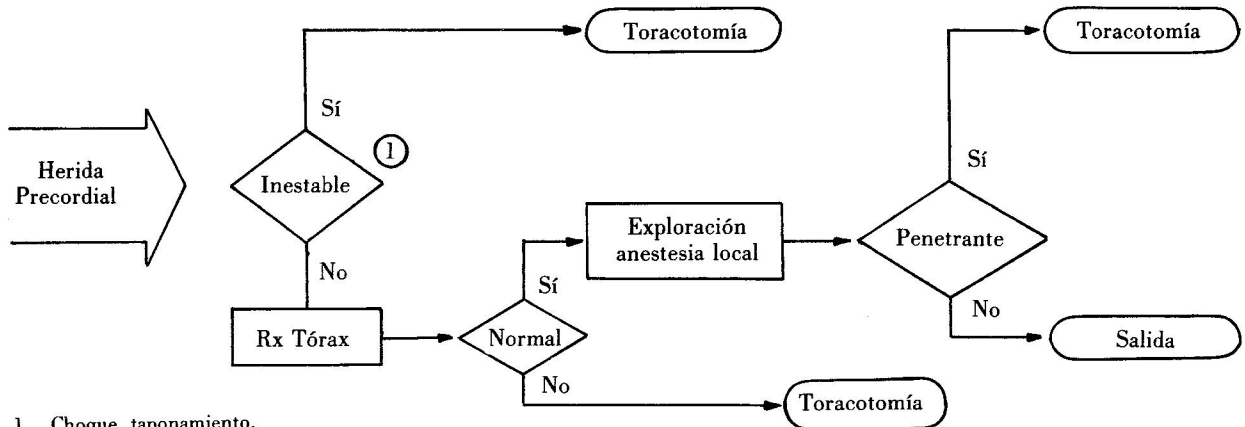 Toracotomía
Toracotomía
Sí
1
Herida
Precordial
Inestable
Sí
Exploración
anestesia local
Penetrante
No
Sí
No
Rx Tórax
Normal
Salida
No
Toracotomía
1 Choque taponamiento.